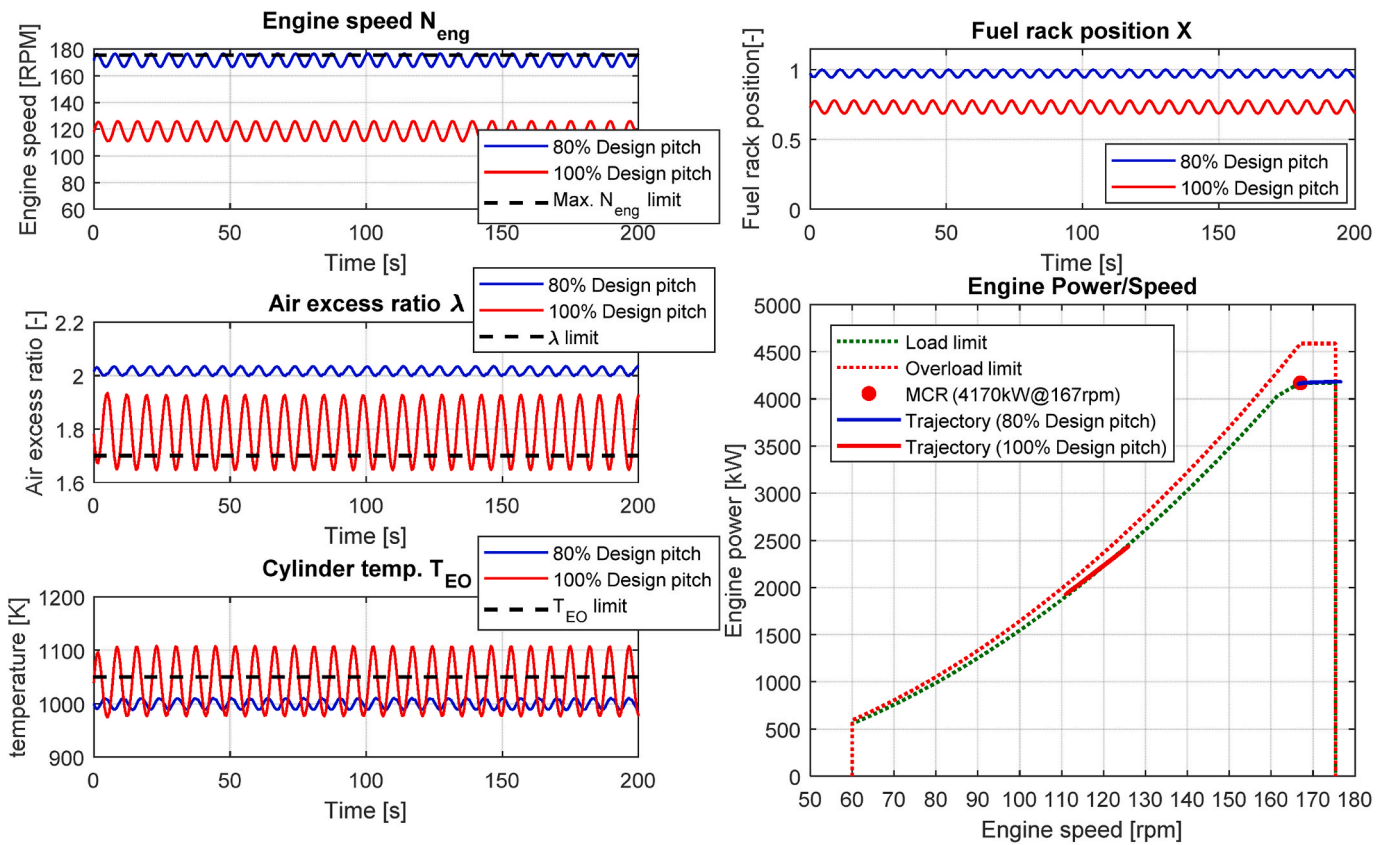 Engine speed N_eng
Engine speed [RPM]
180
160
140
120
100
80
60
0
50
100
150
200
Time [s]
80% Design pitch
100% Design pitch
Max. N_eng limit
Fuel rack position X
Fuel rack position[-]
1
0.5
0
0
50
100
150
200
Time [s]
80% Design pitch
100% Design pitch
Air excess ratio λ
Air excess ratio [-]
2.2
2
1.8
1.6
0
50
100
150
200
Time [s]
80% Design pitch
100% Design pitch
λ limit
Cylinder temp. T_EO
temperature [K]
1200
1100
1000
900
0
50
100
150
200
Time [s]
80% Design pitch
100% Design pitch
T_EO limit
Engine Power/Speed
Engine power [kW]
5000
4500
4000
3500
3000
2500
2000
1500
1000
500
0
50
60
70
80
90
100
110
120
130
140
150
160
170
180
Engine speed [rpm]
Load limit
Overload limit
MCR (4170kW@167rpm)
Trajectory (80% Design pitch)
Trajectory (100% Design pitch)